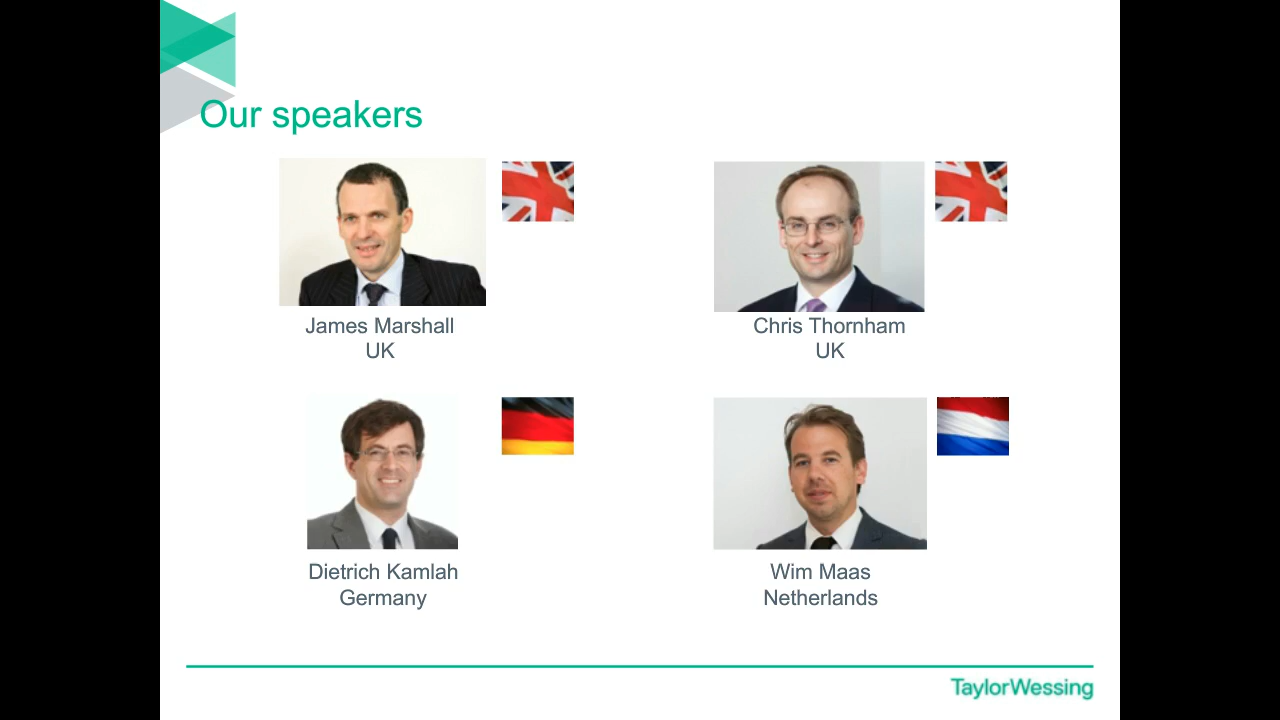 Our speakers
James Marshall
UK
Chris Thornham
UK
Dietrich Kamlah
Germany
Wim Maas
Netherlands
TaylorWessing